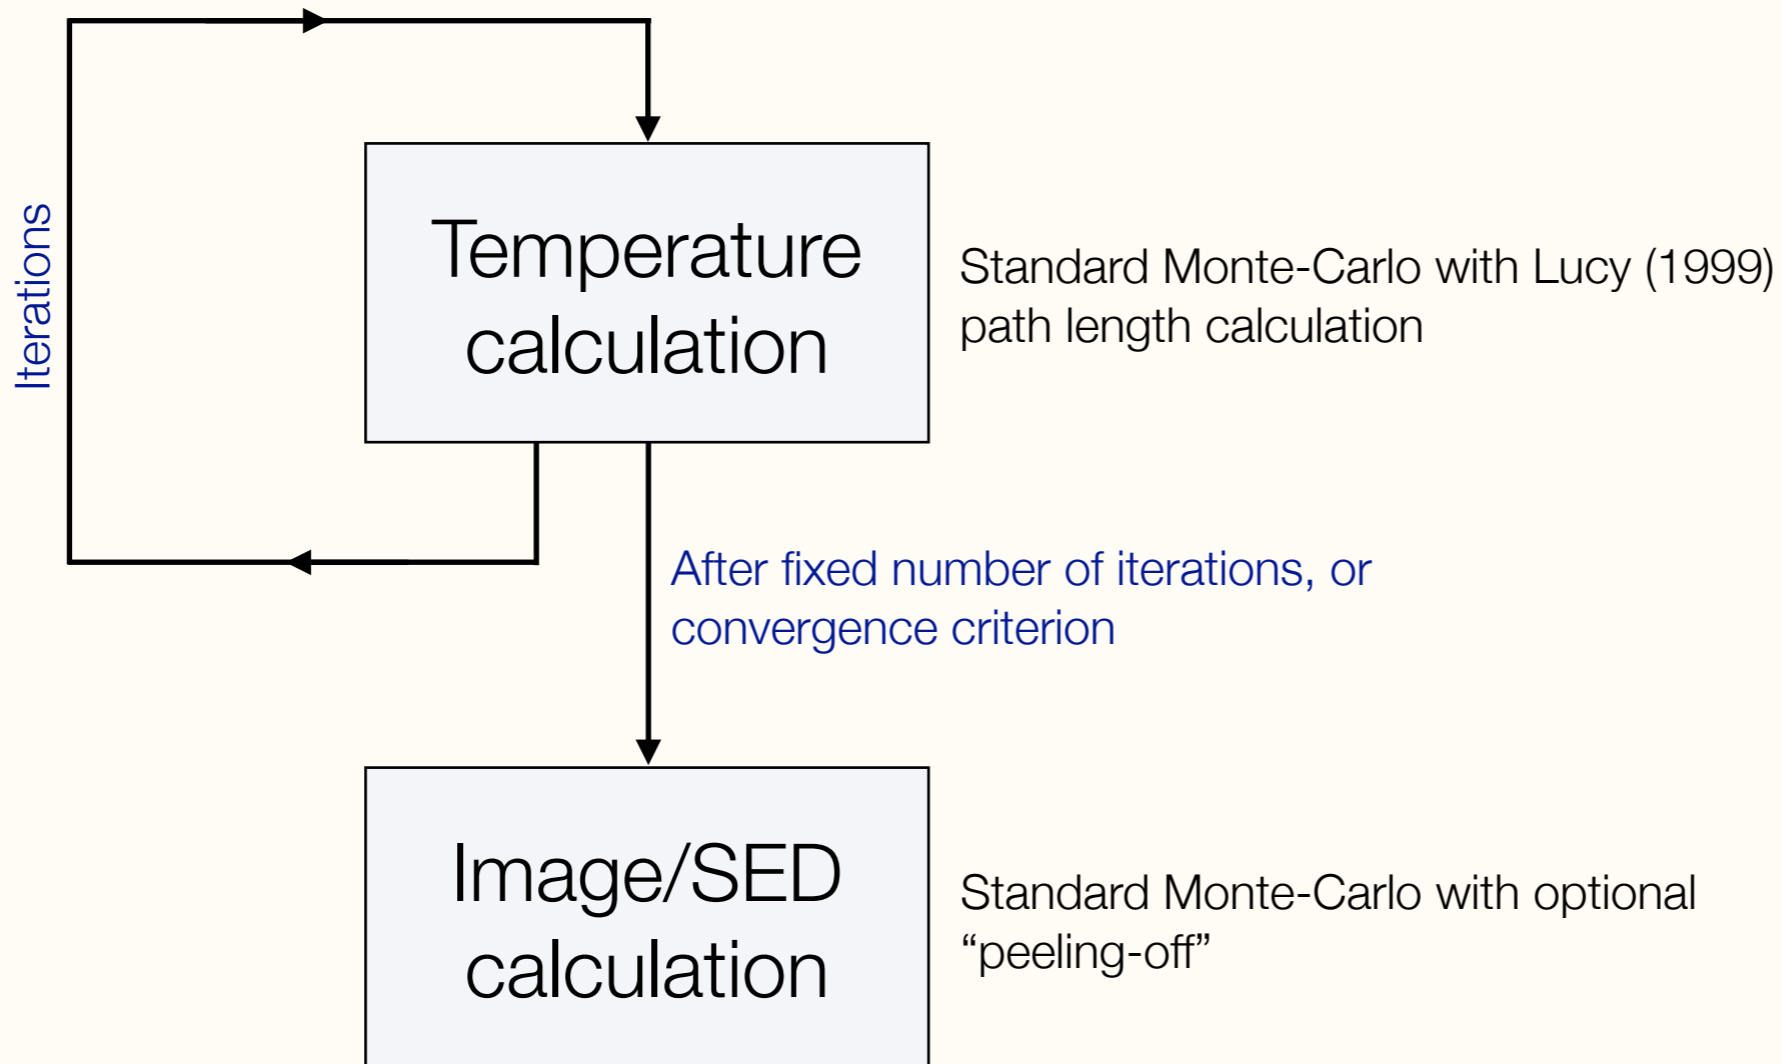 Iterations
Temperature
calculation
Standard Monte-Carlo with Lucy (1999)
path length calculation
After fixed number of iterations, or
convergence criterion
Image/SED
calculation
Standard Monte-Carlo with optional
“peeling-off”